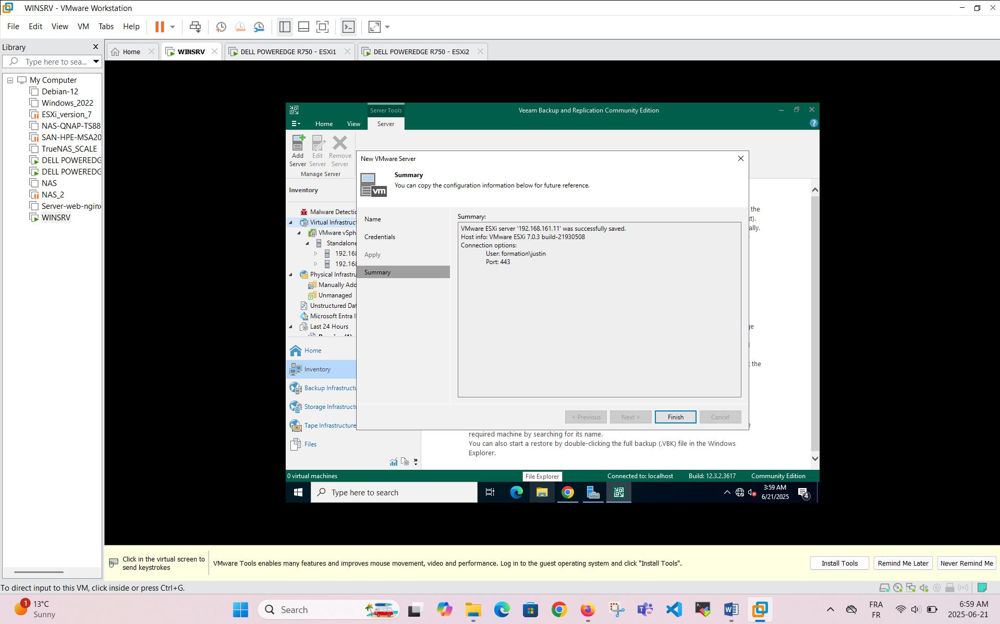 WINSRV - VMware Workstation
File Edit View VM Tabs Help
Library
Type here to sea...
My Computer
Debian-12
Windows_2022
ESXi_version_7
NAS-QNAP-TS88
SAN-HPE-MSA20
TrueNAS_SCALE
DELL POWEREDG
DELL POWEREDG
NAS
NAS_2
Server-web-nginx
WINSRV
Home
WINSRV
DELL POWEREDGE R750 - ESXi1
DELL POWEREDGE R750 - ESXi2
Server Tools
Veeam Backup and Replication Community Edition
Home View Server
Add Server
Edit Server
Remove Server
Manage Server
Inventory
Malware Detectic
Virtual Infrastruct
VMware vSph
Standalone
192.168
192.168
Physical Infrastru
Manually Add
Unmanaged
Unstructured Dat
Microsoft Entra I
Last 24 Hours
Home
Inventory
Backup Infrastructu
Storage Infrastructu
Tape Infrastructure
Files
New VMware Server
Summary
You can copy the configuration information below for future reference.
Name
Credentials
Apply
Summary
Summary:
VMware ESXi server '192.168.161.11' was successfully saved.
Host info: VMware ESXi 7.0.3 build-21930508
Connection options:
User: formation\justin
Port: 443
< Previous
Next >
Finish
Cancel
the
xt).
ally.
ge
t the
required machine by searching for its name.
You can also start a restore by double-clicking the full backup (.VBK) file in the Windows
Explorer.
0 virtual machines
File Explorer
Connected to: localhost
Build: 12.3.2.3617
Community Edition
Type here to search
3:59 AM
6/21/2025
4
Click in the virtual screen to
send keystrokes
VMware Tools enables many features and improves mouse movement, video and performance. Log in to the guest operating system and click "Install Tools".
Install Tools
Remind Me Later
Never Remind Me
To direct input to this VM, click inside or press Ctrl+G.
1
13°C
Sunny
Search
FRA
FR
6:59 AM
2025-06-21